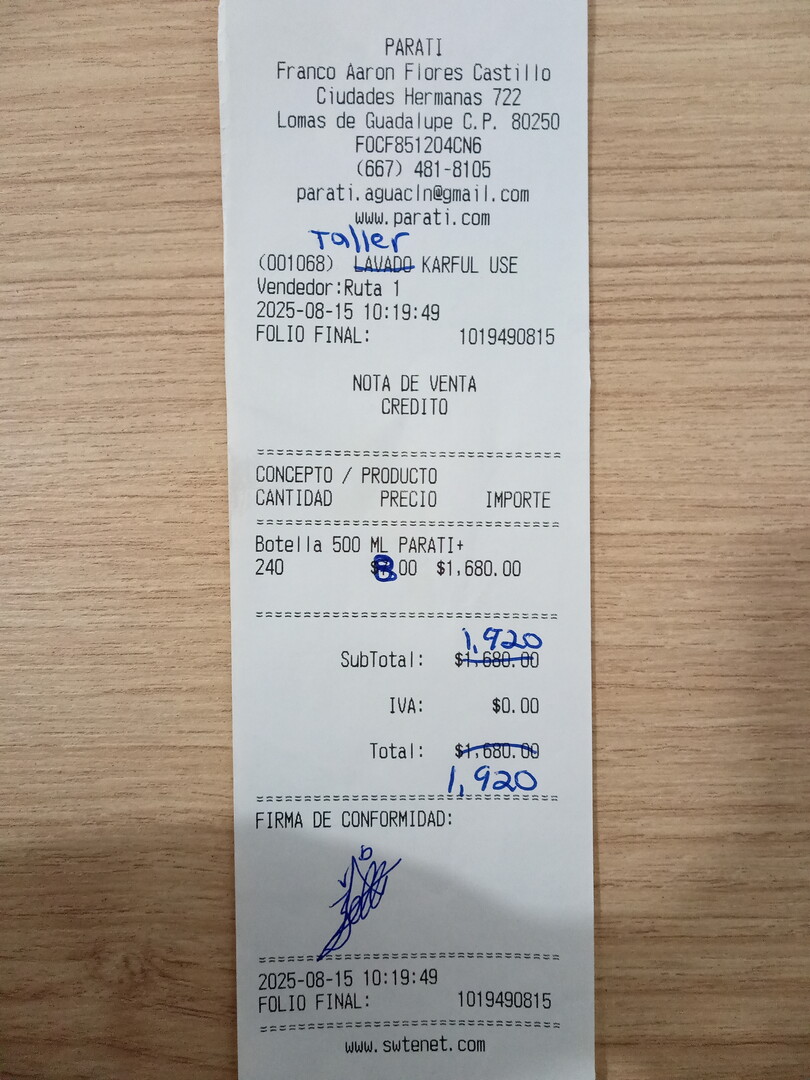 PARATI
Franco Aaron Flores Castillo
Ciudades Hermanas 722
Lomas de Guadalupe C.P. 80250
FOCF851204CN6
(667) 481-8105
parati.aguacln@gmail.com
www.parati.com
Taller
(001068) LAVADO KARFUL USE
Vendedor:Ruta 1
2025-08-15 10:19:49
FOLIO FINAL: 1019490815
NOTA DE VENTA
CREDITO
CONCEPTO / PRODUCTO
CANTIDAD PRECIO IMPORTE
Botella 500 ML PARATI+
240 8.00 $1,680.00
1,920
SubTotal: $1,680.00
IVA: $0.00
Total: $1,680.00
1,920
FIRMA DE CONFORMIDAD:
2025-08-15 10:19:49
FOLIO FINAL: 1019490815
www.swtenet.com